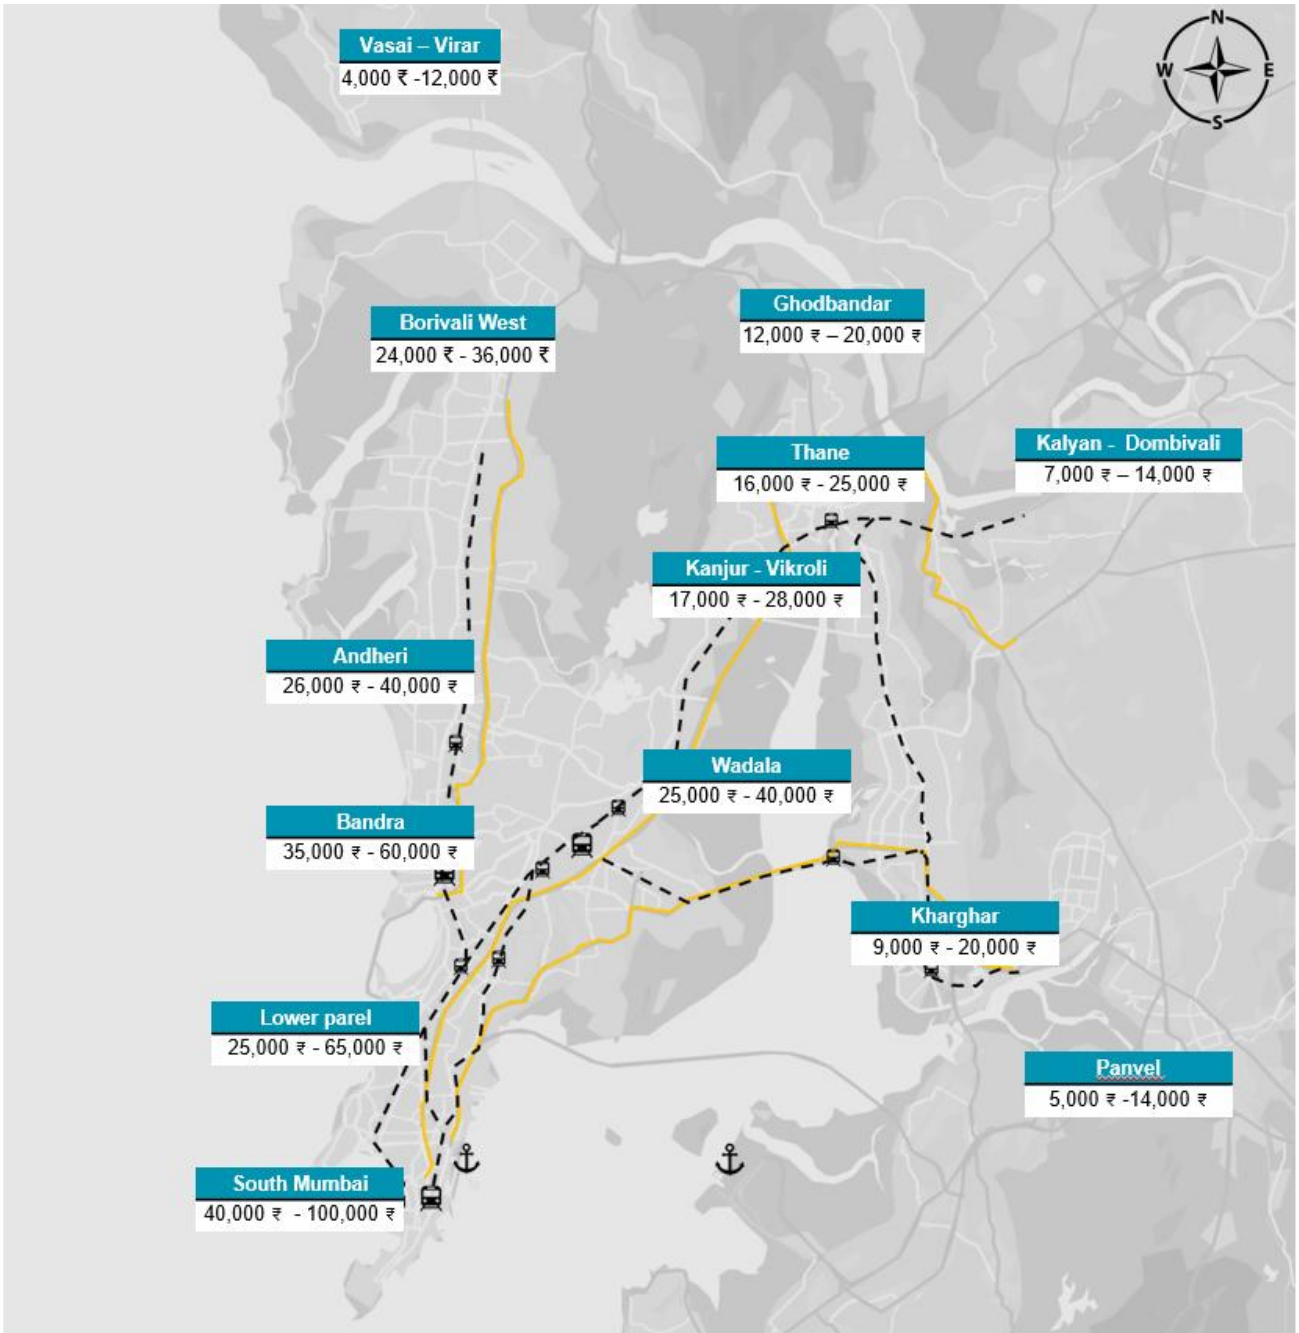 N
W E
S
Vasai – Virar
4,000 ₹ -12,000 ₹
Ghodbandar
12,000 ₹ – 20,000 ₹
Borivali West
24,000 ₹ - 36,000 ₹
Kalyan - Dombivali
7,000 ₹ – 14,000 ₹
Thane
16,000 ₹ - 25,000 ₹
Kanjur - Vikroli
17,000 ₹ - 28,000 ₹
Andheri
26,000 ₹ - 40,000 ₹
Wadala
25,000 ₹ - 40,000 ₹
Bandra
35,000 ₹ - 60,000 ₹
Kharghar
9,000 ₹ - 20,000 ₹
Lower parel
25,000 ₹ - 65,000 ₹
Panvel
5,000 ₹ -14,000 ₹
South Mumbai
40,000 ₹ - 100,000 ₹